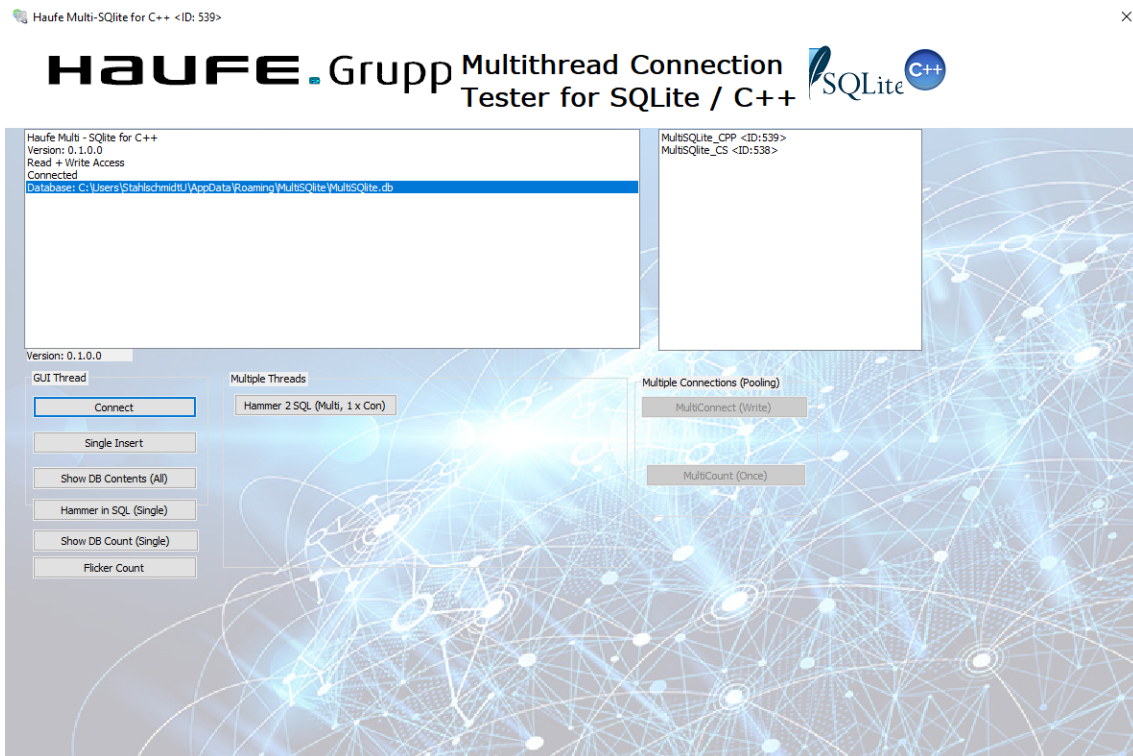 Haufe Multi-SQlite for C++ <ID: 539>
HAUFE.Grupp
Multithread Connection
Tester for SQLite / C++
SQLite
C++
Haufe Multi - SQlite for C++
Version: 0.1.0.0
Read + Write Access
Connected
Database: C:\Users\StahlschmidtU\AppData\Roaming\MultiSQlite\MultiSQlite.db
MultiSQLite_CPP <ID:539>
MultiSQlite_CS <ID:538>
Version: 0.1.0.0
GUI Thread
Connect
Single Insert
Show DB Contents (All)
Hammer in SQL (Single)
Show DB Count (Single)
Flicker Count
Multiple Threads
Hammer 2 SQL (Multi, 1 x Con)
Multiple Connections (Pooling)
MultiConnect (Write)
MultiCount (Once)